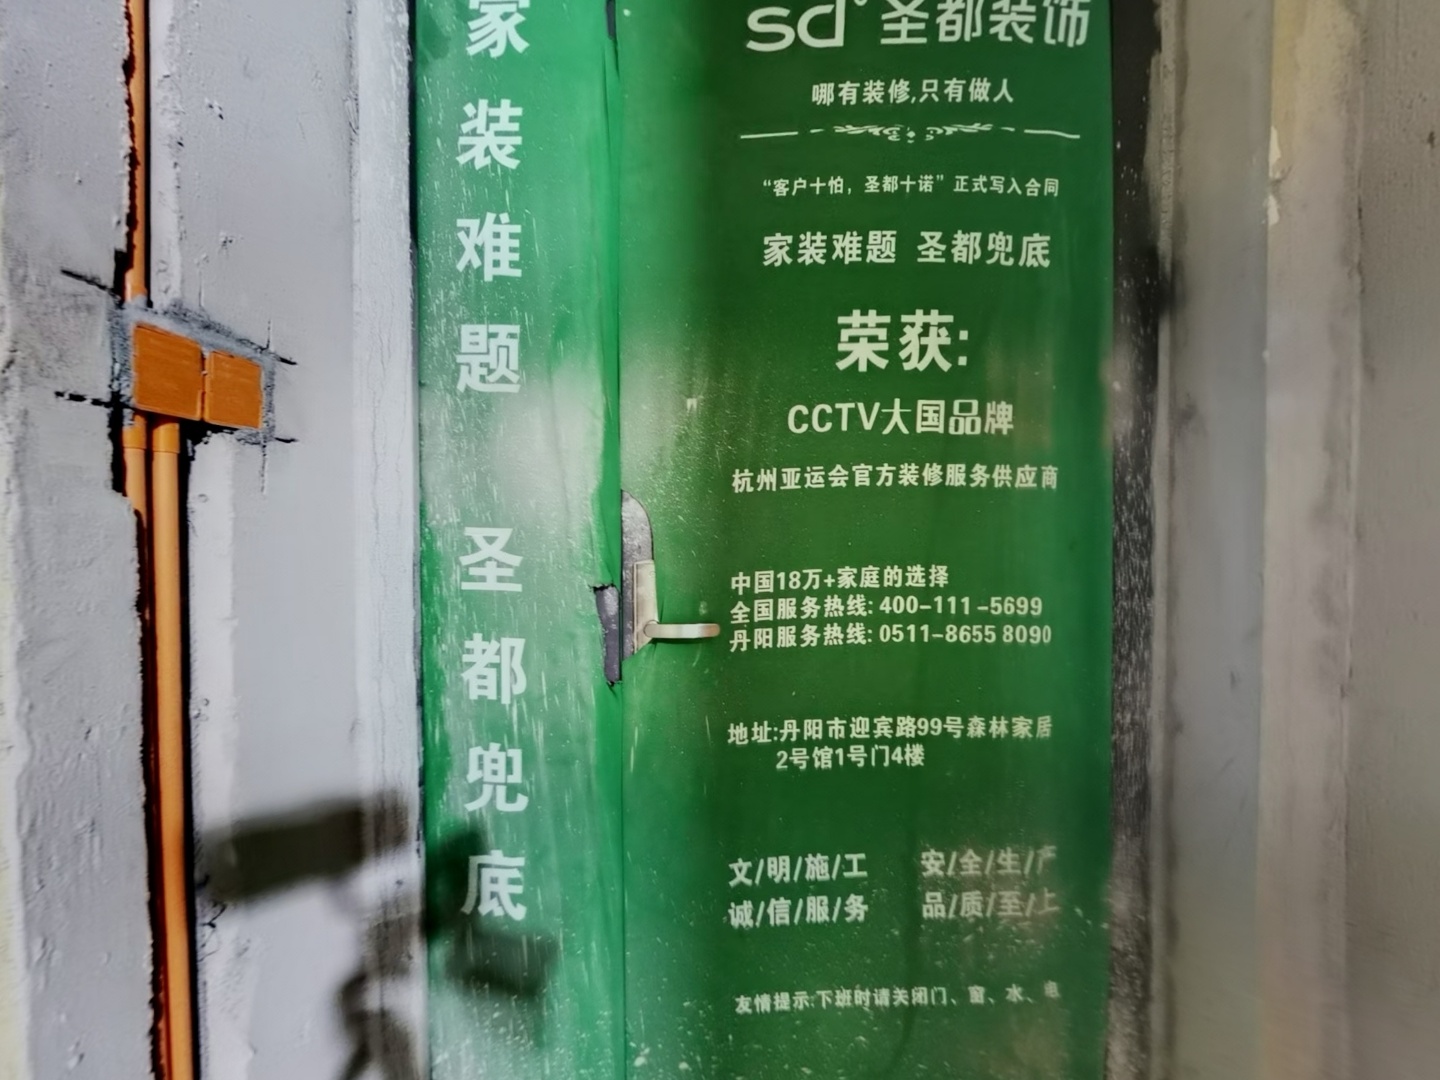 家装难题 圣都兜底
sd 圣都装饰
哪有装修,只有做人
“客户十怕，圣都十诺”正式写入合同
家装难题 圣都兜底
荣获:
CCTV大国品牌
杭州亚运会官方装修服务供应商
中国18万+家庭的选择
全国服务热线: 400-111-5699
丹阳服务热线: 0511-8655 8090
地址:丹阳市迎宾路99号森林家居
2号馆1号门4楼
文/明/施/工 安/全/生/产
诚/信/服/务 品/质/至/上
友情提示:下班时请关闭门、窗、水、电